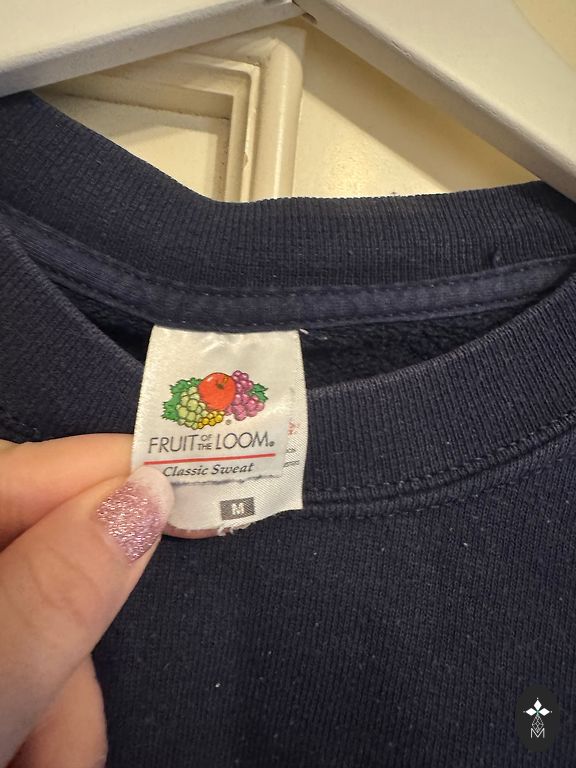 FRUIT OF THE LOOM®
Classic Sweat
M